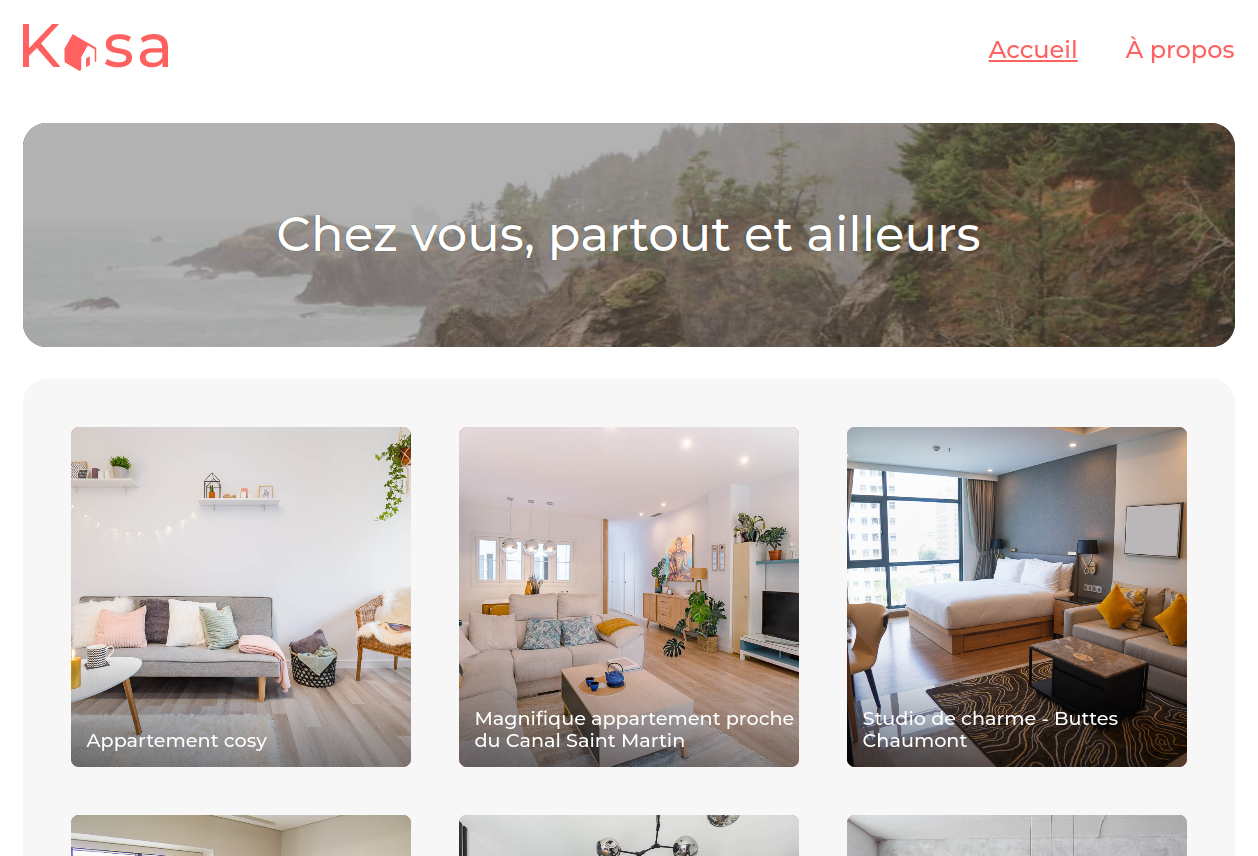 Kasa
Accueil
À propos
Chez vous, partout et ailleurs
Appartement cosy
Magnifique appartement proche
du Canal Saint Martin
Studio de charme - Buttes
Chaumont